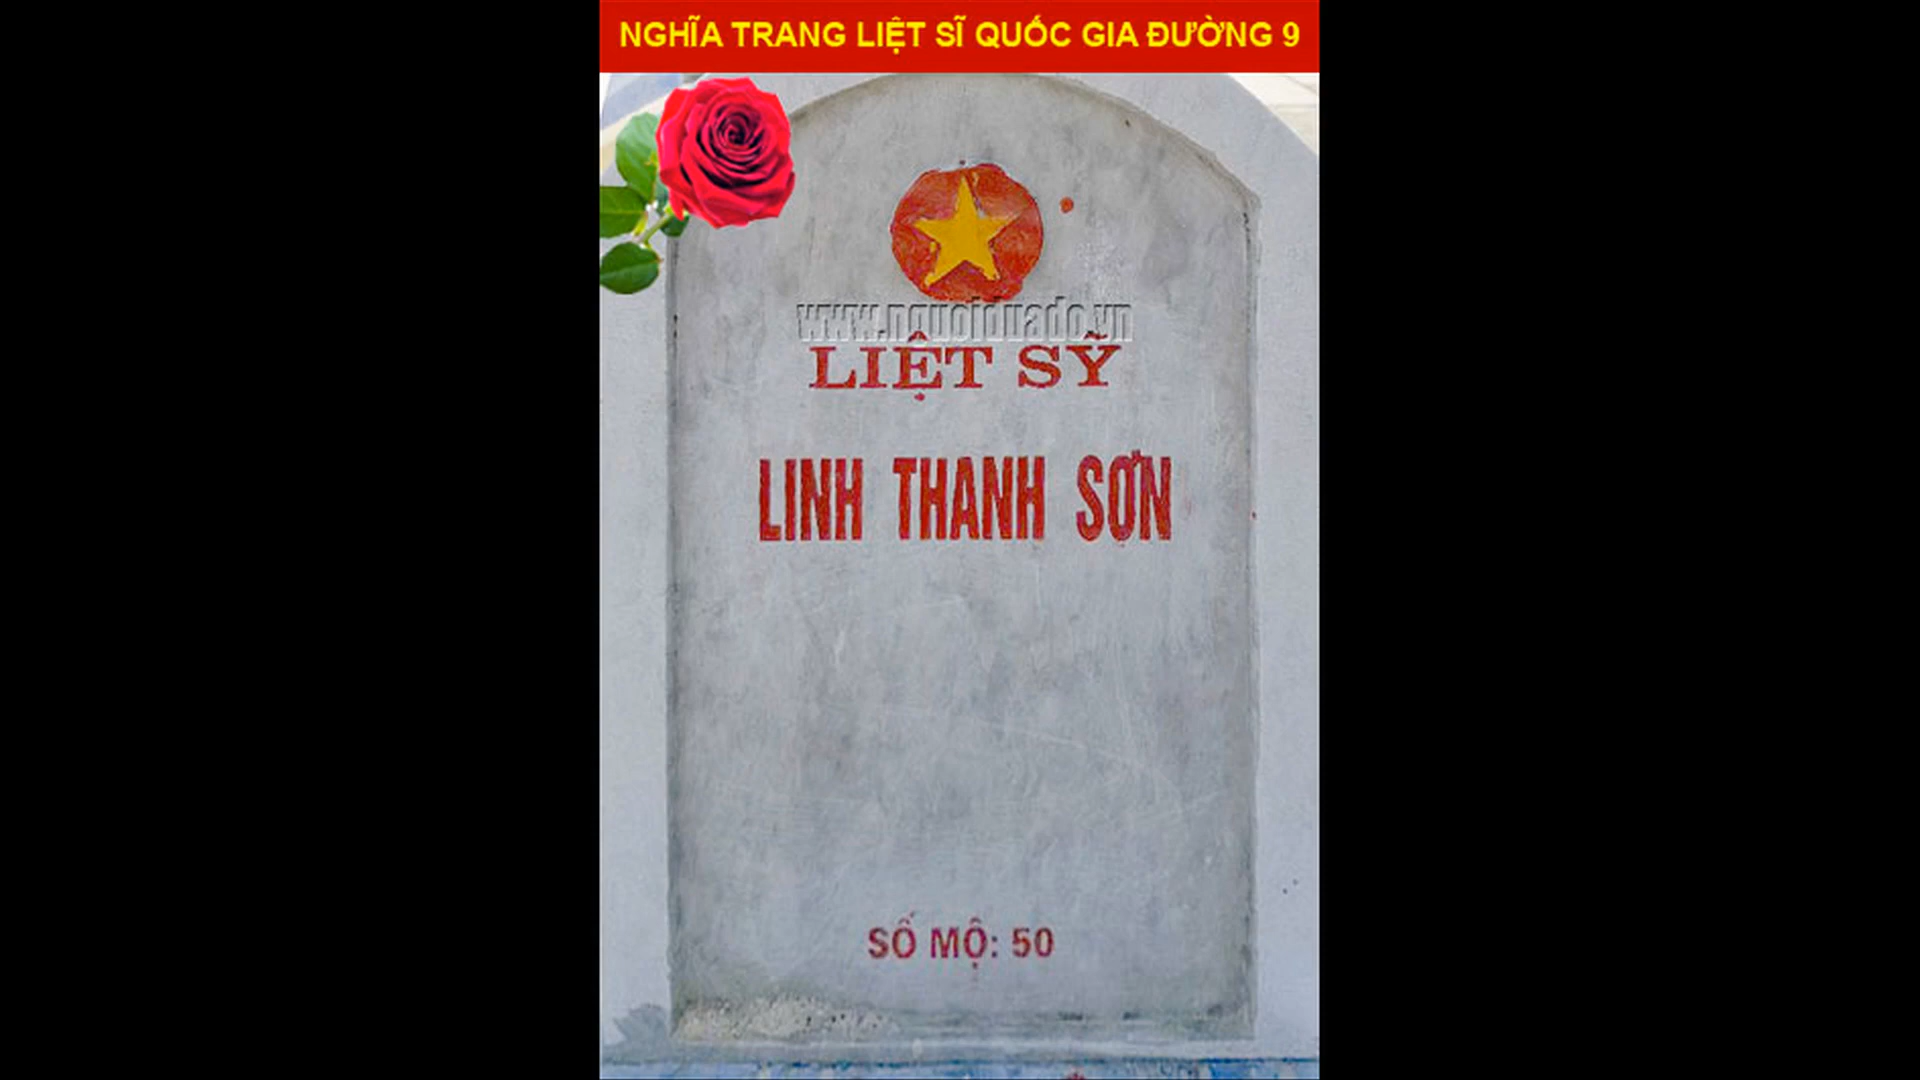 NGHĨA TRANG LIỆT SĨ QUỐC GIA ĐƯỜNG 9
www.nguoiduado.vn
LIỆT SỸ
LINH THANH SƠN
SỐ MỘ: 50